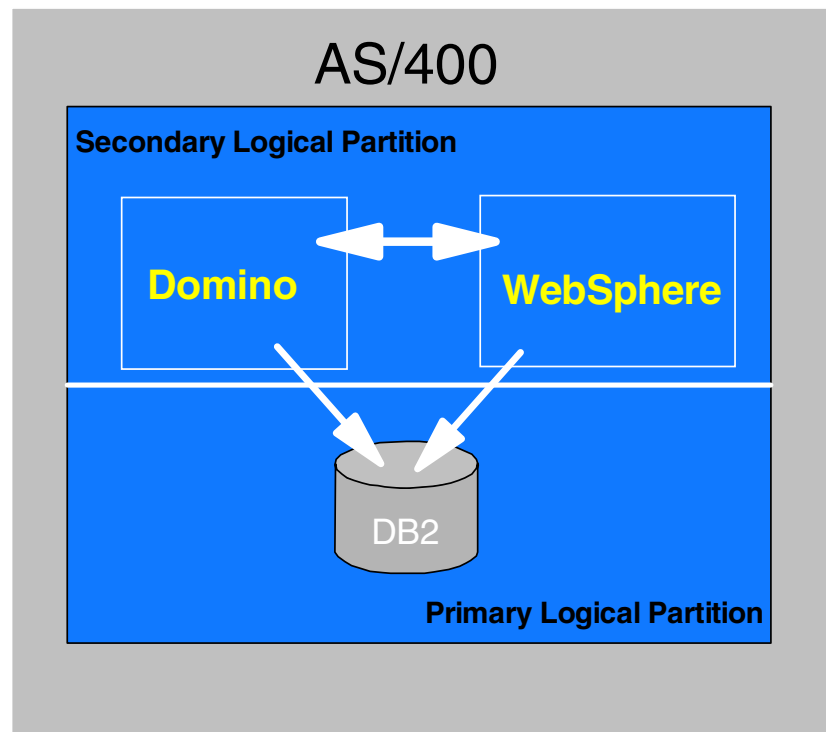 AS/400
Secondary Logical Partition
Domino
WebSphere
DB2
Primary Logical Partition